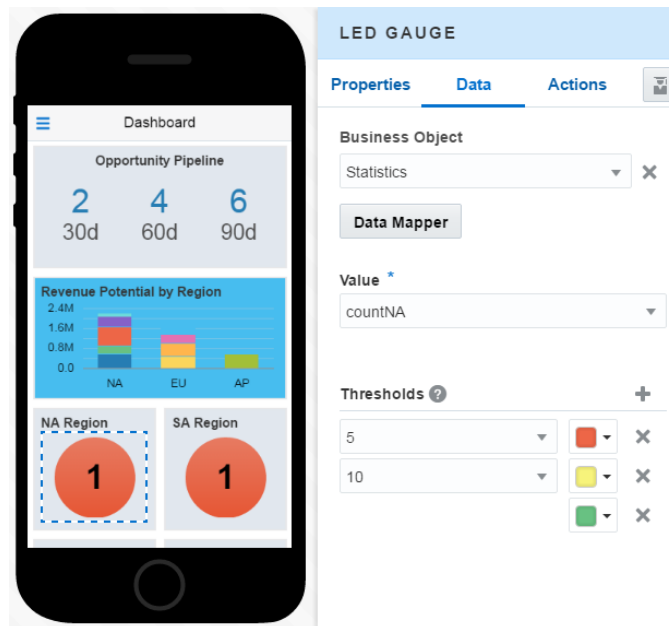 Dashboard
Opportunity Pipeline
2 4 6
30d 60d 90d
Revenue Potential by Region
2.4M
1.6M
0.8M
0.0
NA EU AP
NA Region SA Region
1 1
LED GAUGE
Properties Data Actions
Business Object
Statistics
Data Mapper
Value *
countNA
Thresholds ?
5
10